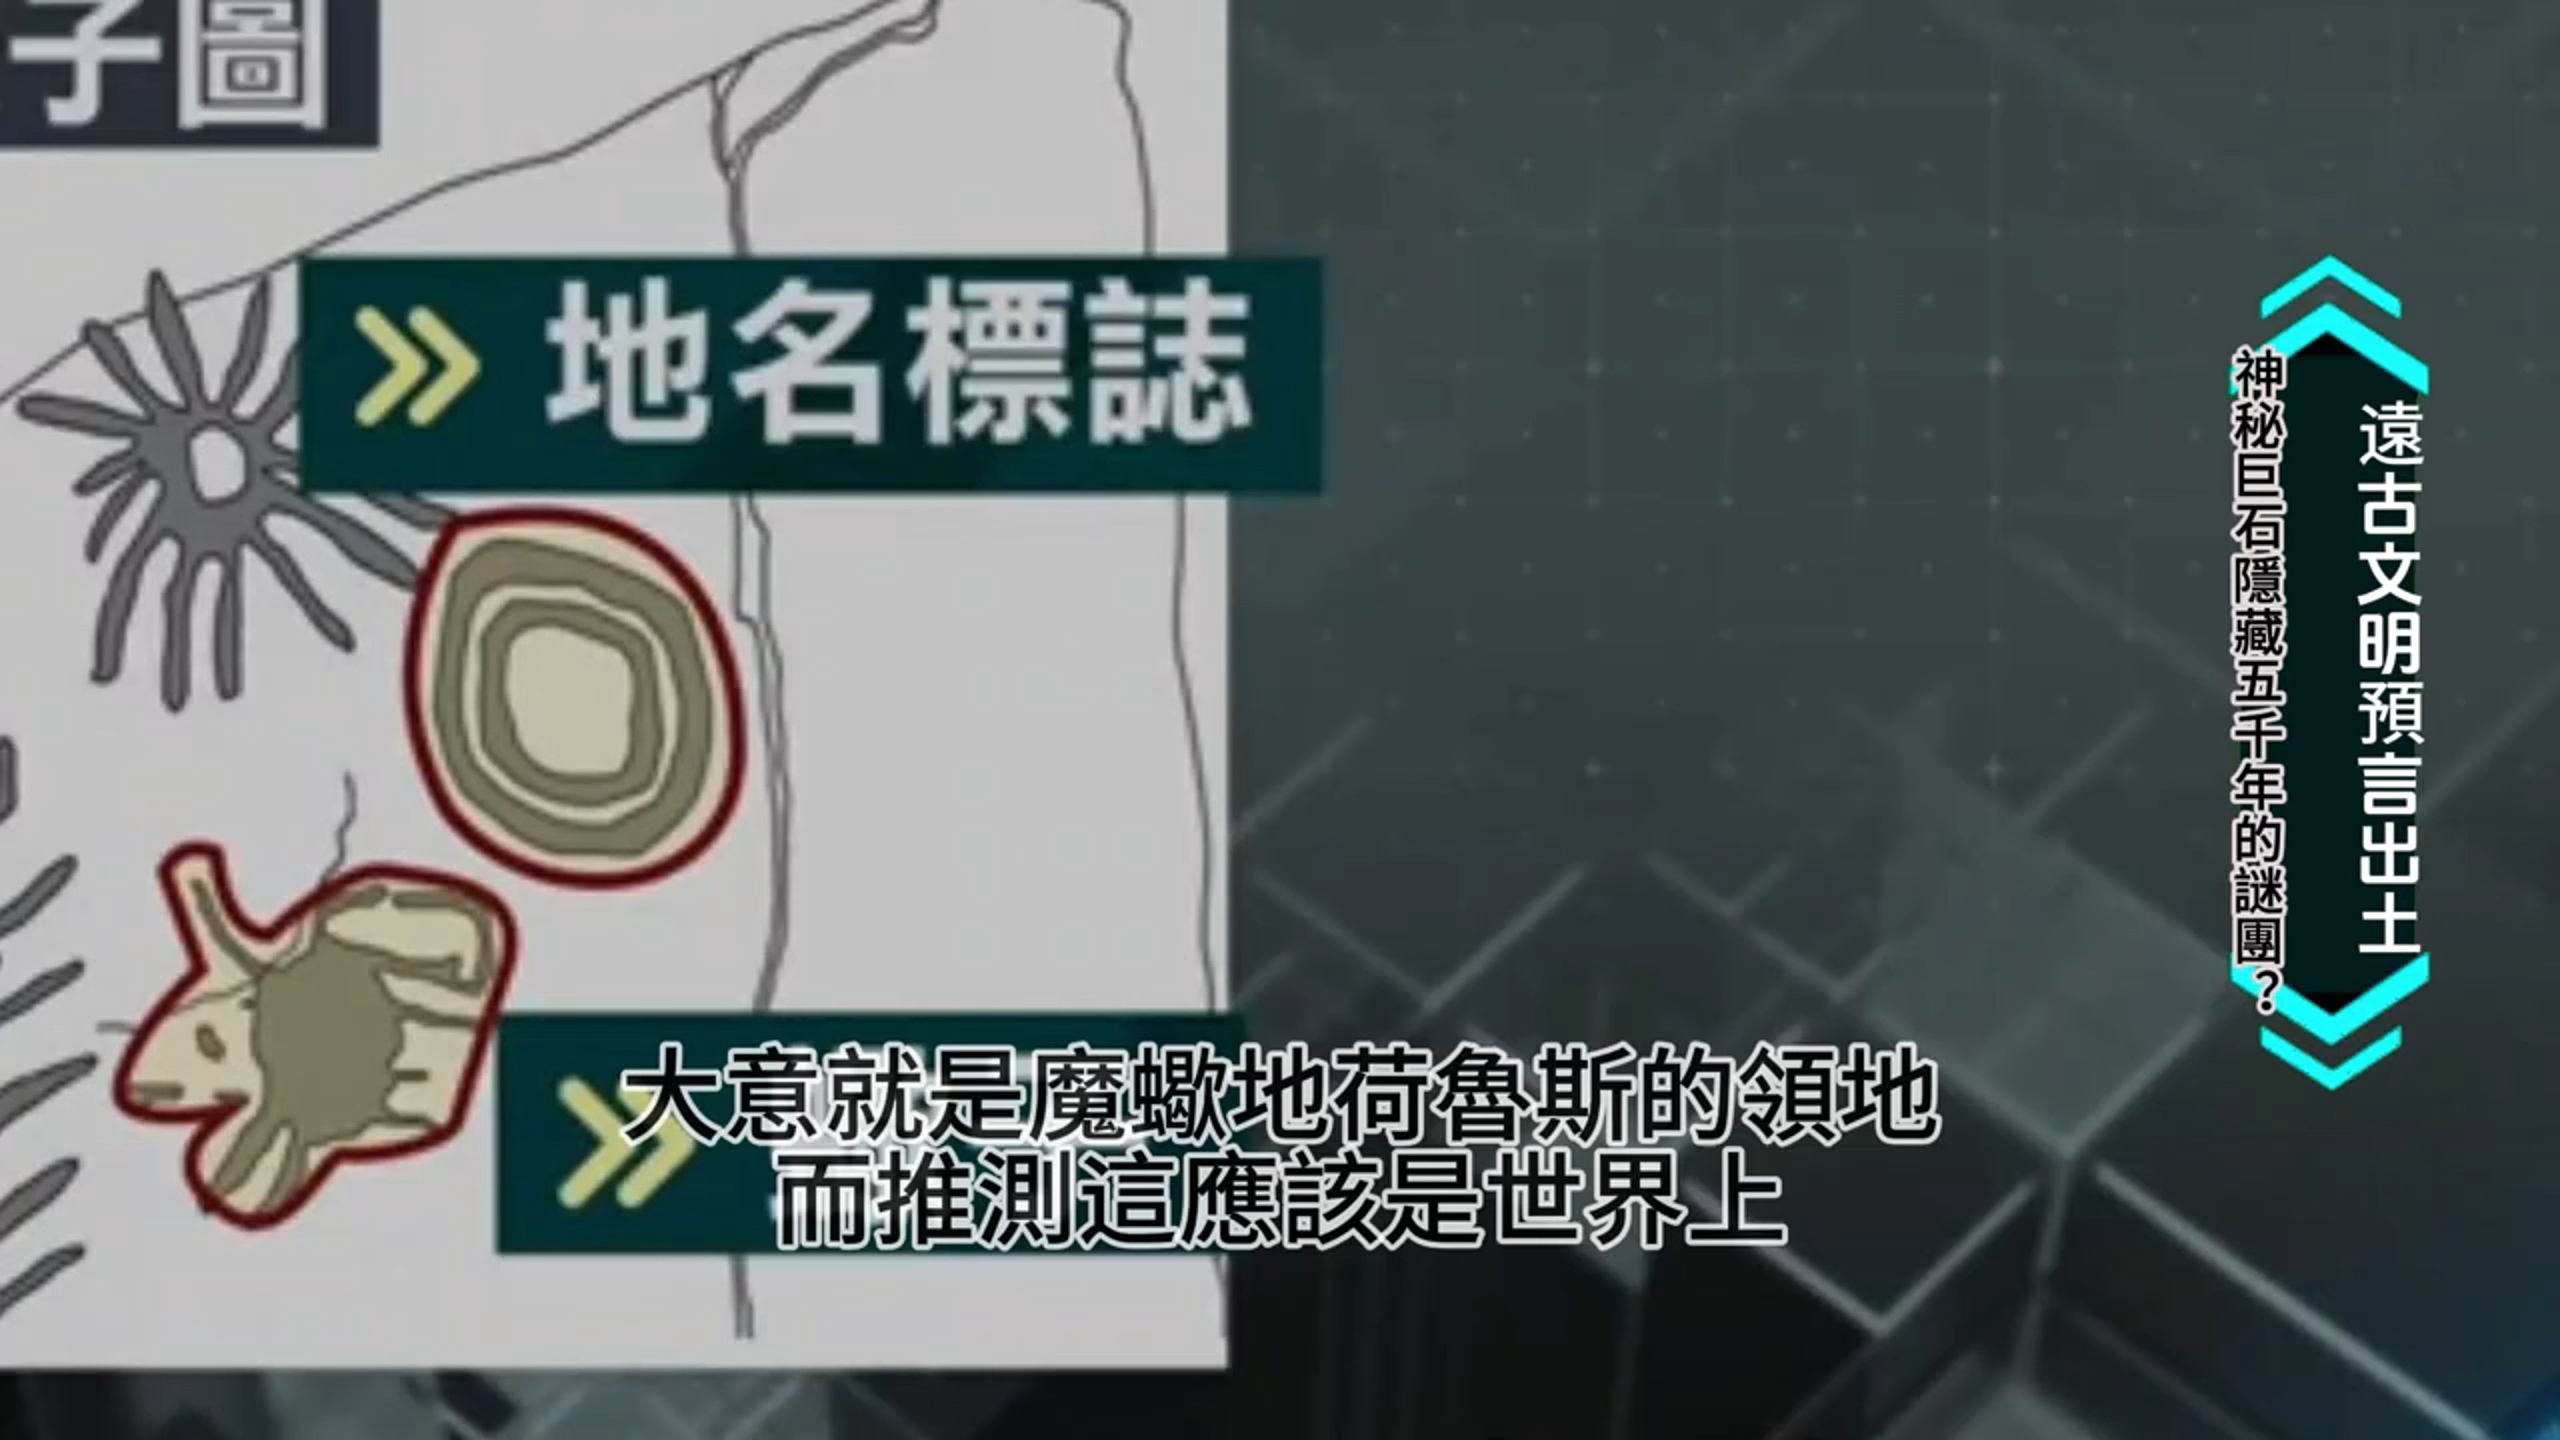 子圖
地名標誌
遠古文明預言出土
神秘巨石隱藏五千年的謎團？
大意就是魔蠍地荷魯斯的領地
而推測這應該是世界上